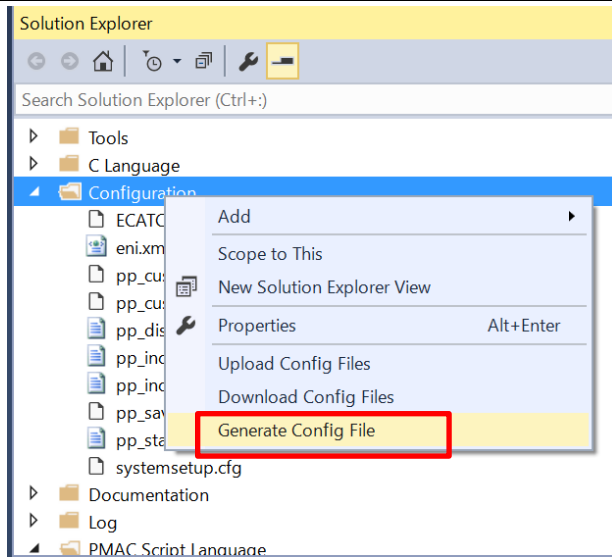 Solution Explorer
Search Solution Explorer (Ctrl+:)
Tools
C Language
Configuration
ECATC
eni.xm
pp_cus
pp_cus
pp_dis
pp_inc
pp_inc
pp_sav
pp_sta
systemsetup.cfg
Documentation
Log
PMAC Script Language
Add
Scope to This
New Solution Explorer View
Properties Alt+Enter
Upload Config Files
Download Config Files
Generate Config File